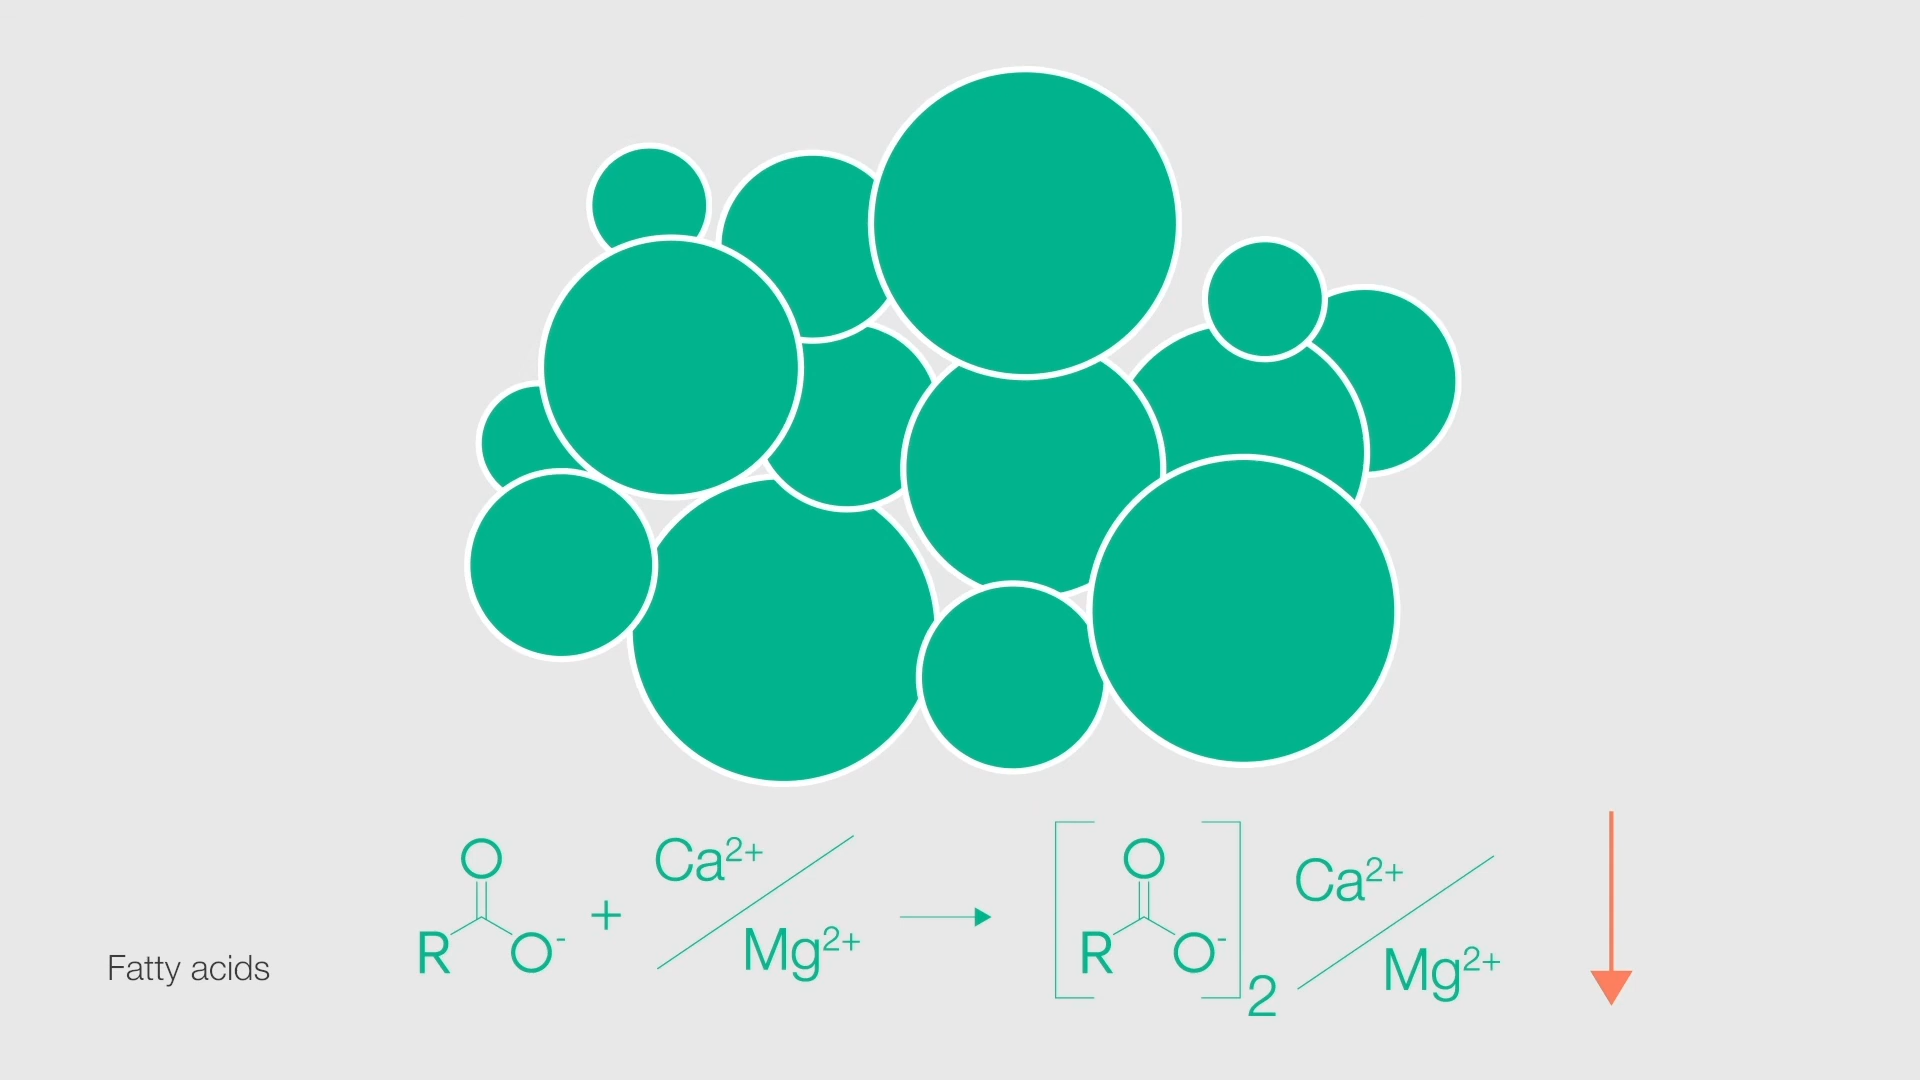 Fatty acids
R O O⁻ + Ca²⁺ / Mg²⁺ → [R O O⁻]₂ Ca²⁺ / Mg²⁺